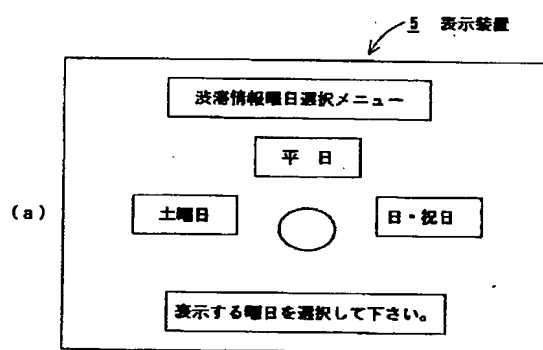 5 表示装置
渋滞情報曜日選択メニュー
平 日
(a)
土曜日
日・祝日
表示する曜日を選択して下さい。